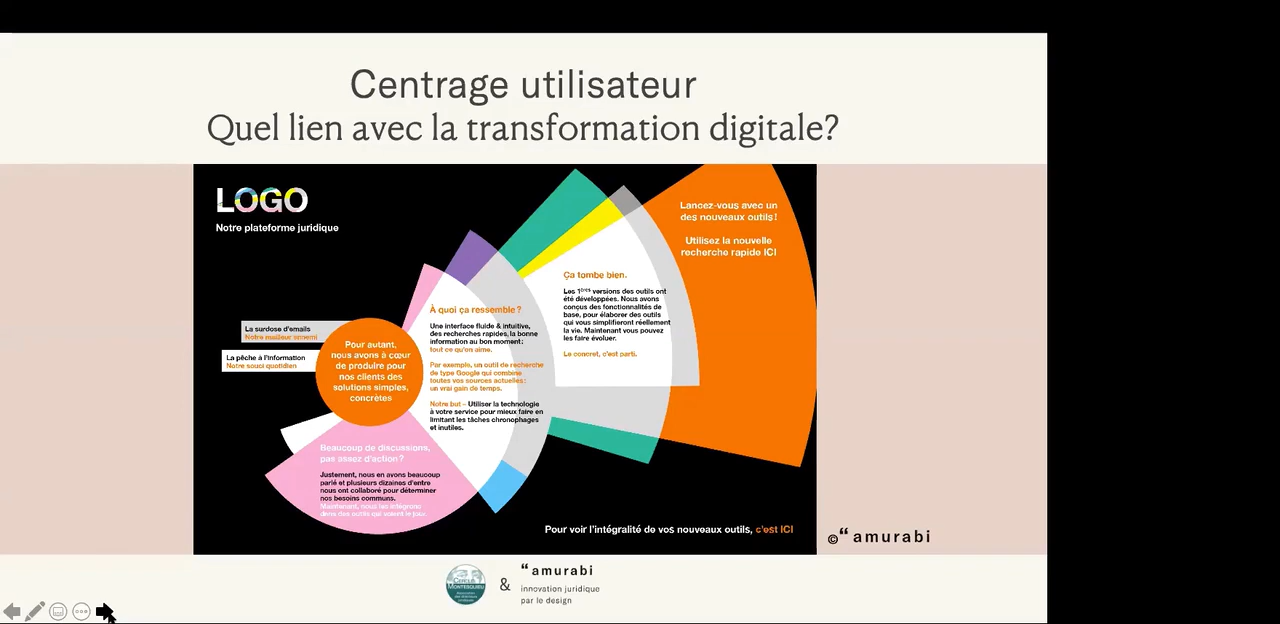 Centrage utilisateur
Quel lien avec la transformation digitale?
LOGO
Notre plateforme juridique
La surdose d'emails
Notre meilleur ennemi
La pêche à l'information
Notre souci quotidien
Pour autant,
nous avons à cœur
de produire pour
nos clients des
solutions simples,
concrètes
Beaucoup de discussions,
pas assez d'action ?
Justement, nous en avons beaucoup
parlé et plusieurs dizaines d'entre
nous ont collaboré pour déterminer
nos besoins communs.
Maintenant, nous les intégrons
dans des outils qui voient le jour.
À quoi ça ressemble ?
Une interface fluide & intuitive,
des recherches rapides, la bonne
information au bon moment :
tout ce qu'on aime.
Par exemple, un outil de recherche
de type Google qui combine
toutes vos sources actuelles :
un vrai gain de temps.
Notre but – Utiliser la technologie
à votre service pour mieux faire en
limitant les tâches chronophages
et inutiles.
Ça tombe bien.
Les 1ères versions des outils ont
été développées. Nous avons
conçus des fonctionnalités de
base, pour élaborer des outils
qui vous simplifieront réellement
la vie. Maintenant vous pouvez
les faire évoluer.
Le concret, c'est parti.
Lancez-vous avec un
des nouveaux outils !
Utilisez la nouvelle
recherche rapide ICI
Pour voir l'intégralité de vos nouveaux outils, c'est ICI
©“amurabi
CERCLE
MONTESQUIEU
&
“amurabi
innovation juridique
par le design